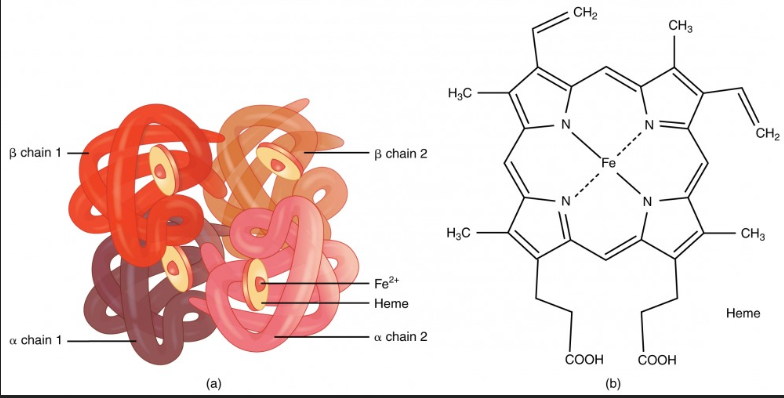 β chain 1
β chain 2
Fe²⁺
Heme
α chain 1
α chain 2
(a)
CH₂
CH₃
H₃C
CH₂
N
N
Fe
N
N
H₃C
CH₃
Heme
COOH
COOH
(b)